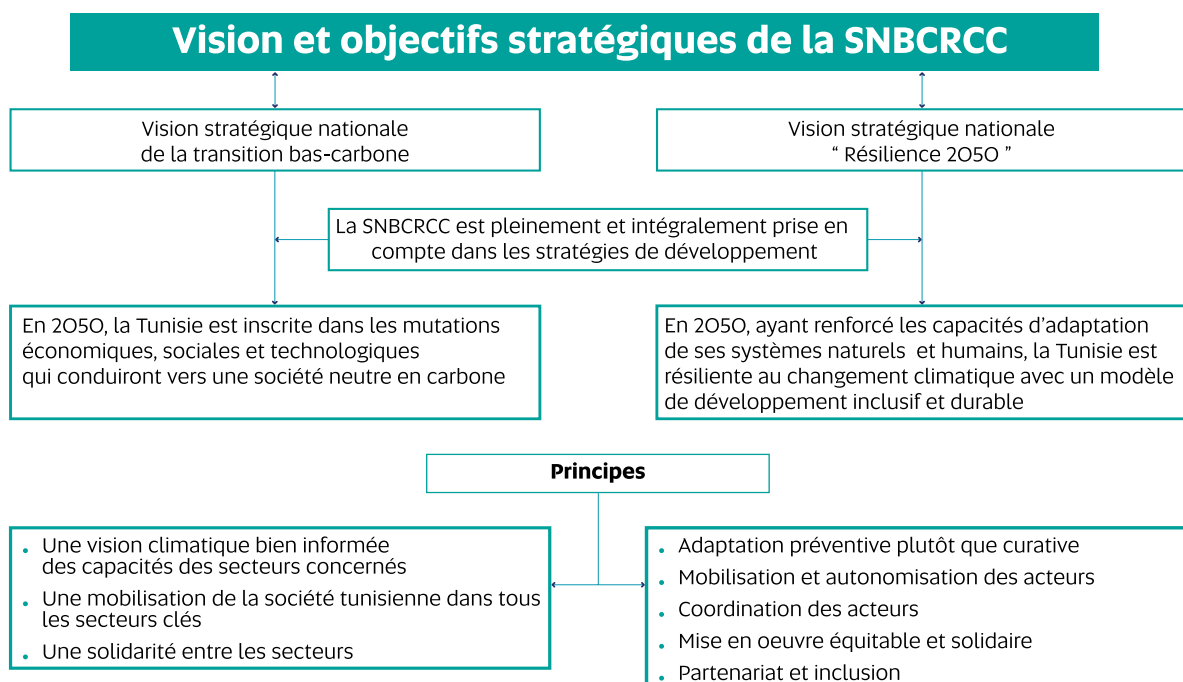 Vision et objectifs stratégiques de la SNBCRCC
Vision stratégique nationale
de la transition bas-carbone
Vision stratégique nationale
“ Résilience 2050 ”
La SNBCRCC est pleinement et intégralement prise en
compte dans les stratégies de développement
En 2050, la Tunisie est inscrite dans les mutations
économiques, sociales et technologiques
qui conduiront vers une société neutre en carbone
En 2050, ayant renforcé les capacités d’adaptation
de ses systèmes naturels et humains, la Tunisie est
résiliente au changement climatique avec un modèle
de développement inclusif et durable
Principes
• Une vision climatique bien informée
des capacités des secteurs concernés
• Une mobilisation de la société tunisienne dans tous
les secteurs clés
• Une solidarité entre les secteurs
• Adaptation préventive plutôt que curative
• Mobilisation et autonomisation des acteurs
• Coordination des acteurs
• Mise en oeuvre équitable et solidaire
• Partenariat et inclusion